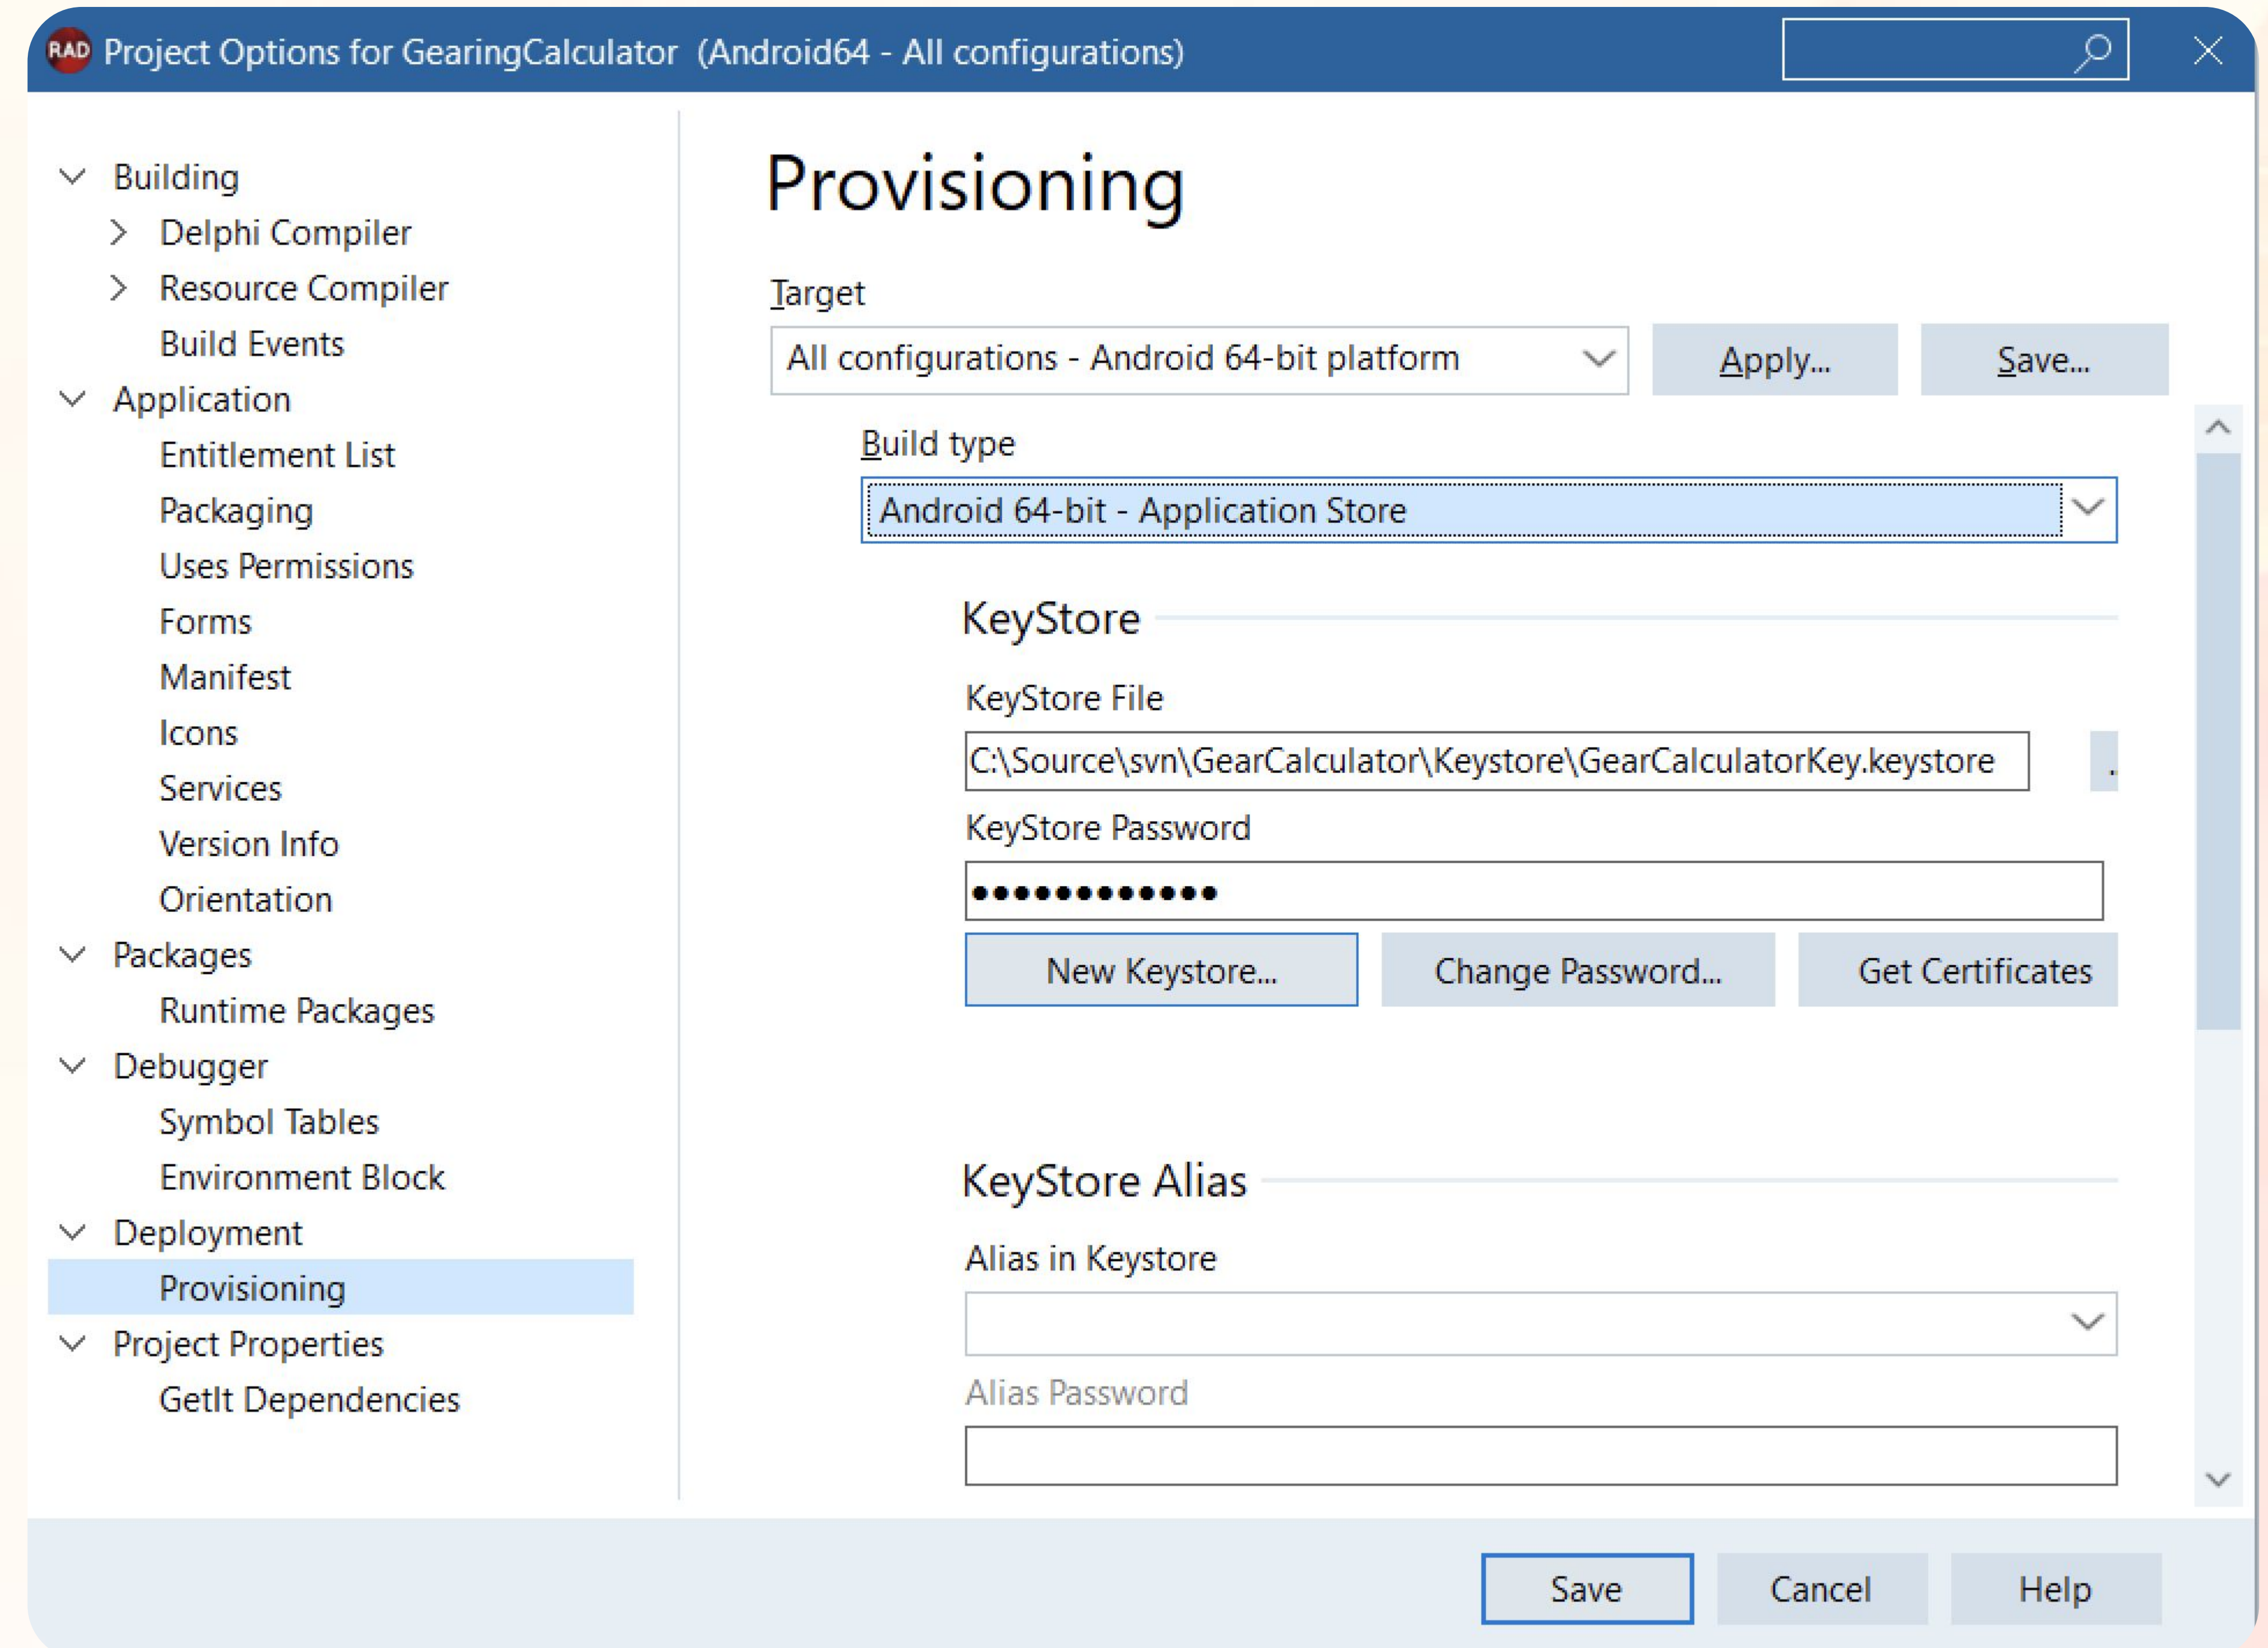 RAD Project Options for GearingCalculator (Android64 - All configurations)
Building
Delphi Compiler
Resource Compiler
Build Events
Application
Entitlement List
Packaging
Uses Permissions
Forms
Manifest
Icons
Services
Version Info
Orientation
Packages
Runtime Packages
Debugger
Symbol Tables
Environment Block
Deployment
Provisioning
Project Properties
GetIt Dependencies
Provisioning
Target
All configurations - Android 64-bit platform Apply... Save...
Build type
Android 64-bit - Application Store
KeyStore
KeyStore File
C:\Source\svn\GearCalculator\Keystore\GearCalculatorKey.keystore ..
KeyStore Password
●●●●●●●●●●●●
New Keystore... Change Password... Get Certificates
KeyStore Alias
Alias in Keystore
Alias Password
Save Cancel Help